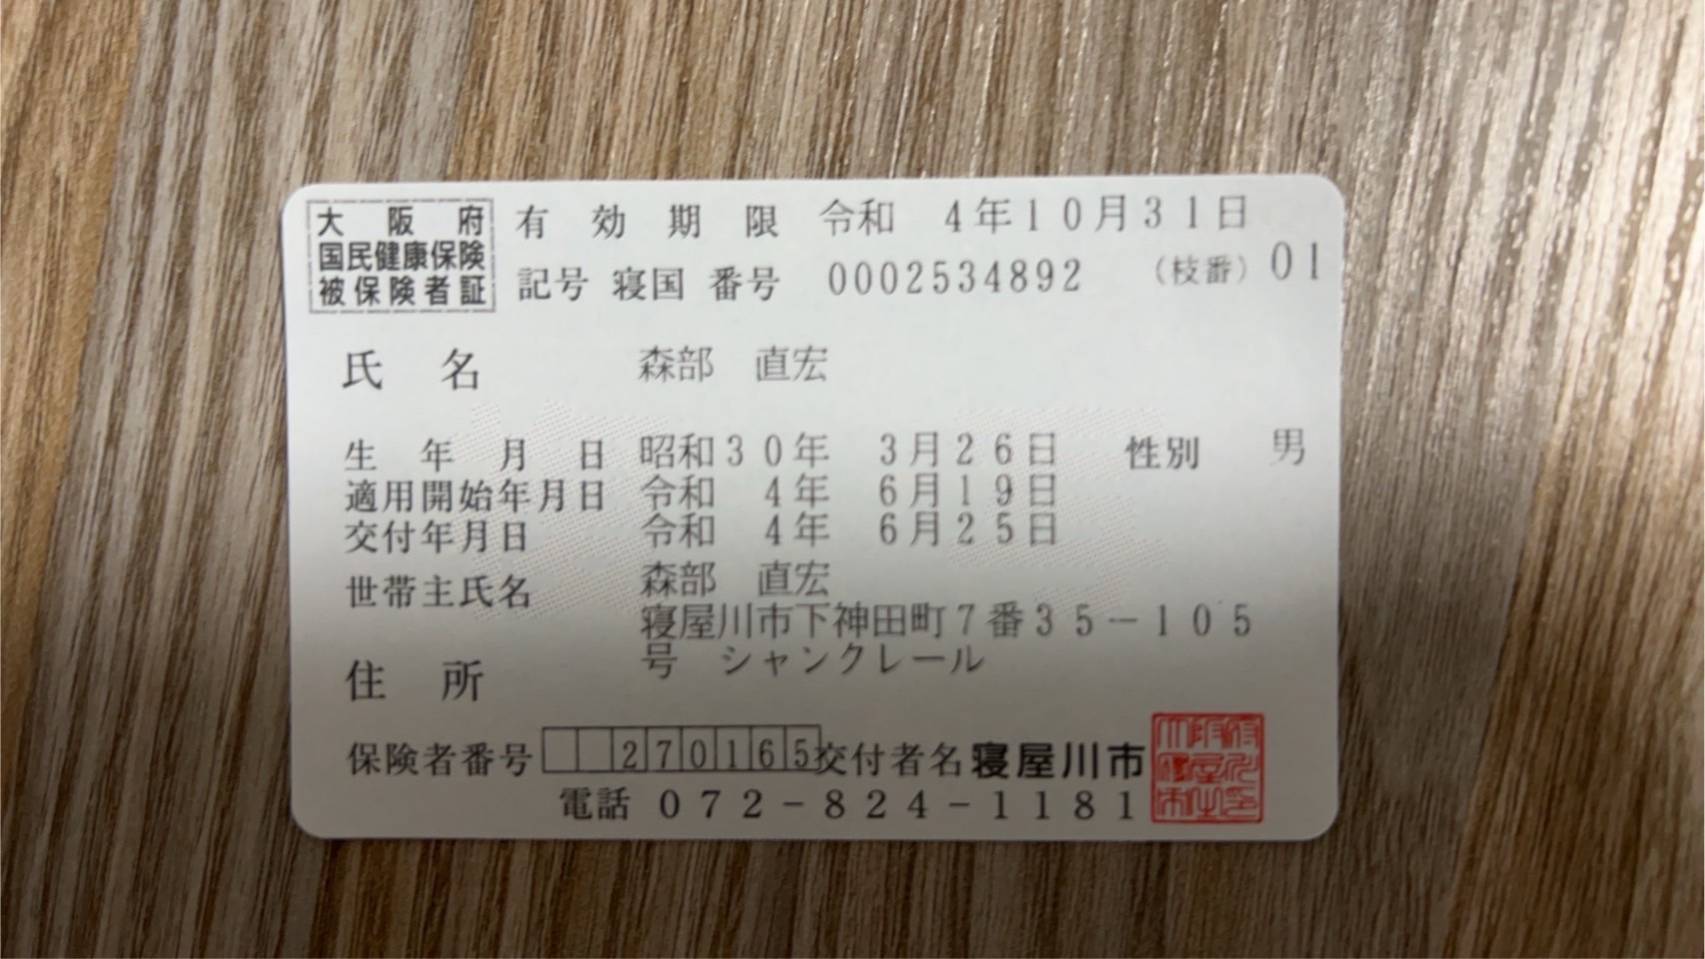 大阪府
国民健康保険
被保険者証
有効期限 令和 4年10月31日
記号 寝国 番号 0002534892 (枝番) 01
氏名 森部 直宏
生年月日 昭和30年 3月26日 性別 男
適用開始年月日 令和 4年 6月19日
交付年月日 令和 4年 6月25日
世帯主氏名 森部 直宏
寝屋川市下神田町7番35-105
号 シャンクレール
住所
保険者番号 270165 交付者名 寝屋川市
電話 072-824-1181